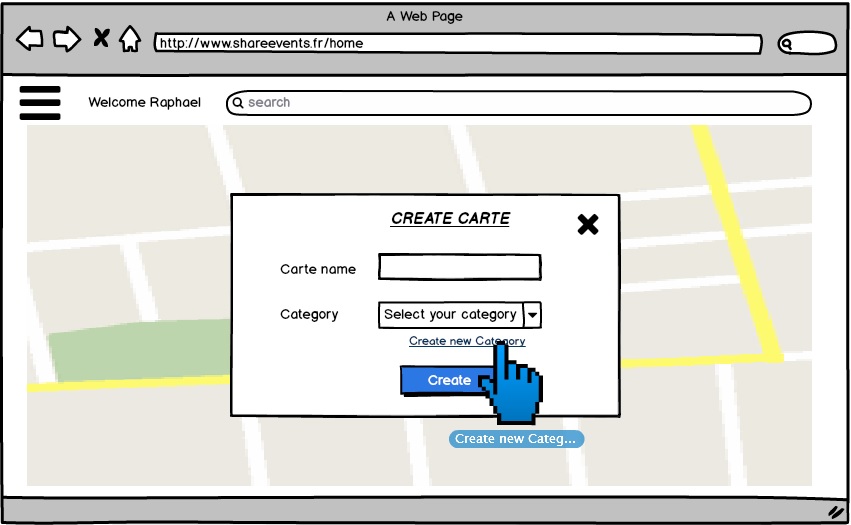 A Web Page
http://www.shareevents.fr/home
Welcome Raphael
search
CREATE CARTE
Carte name
Category
Select your category
Create new Category
Create
Create new Categ...